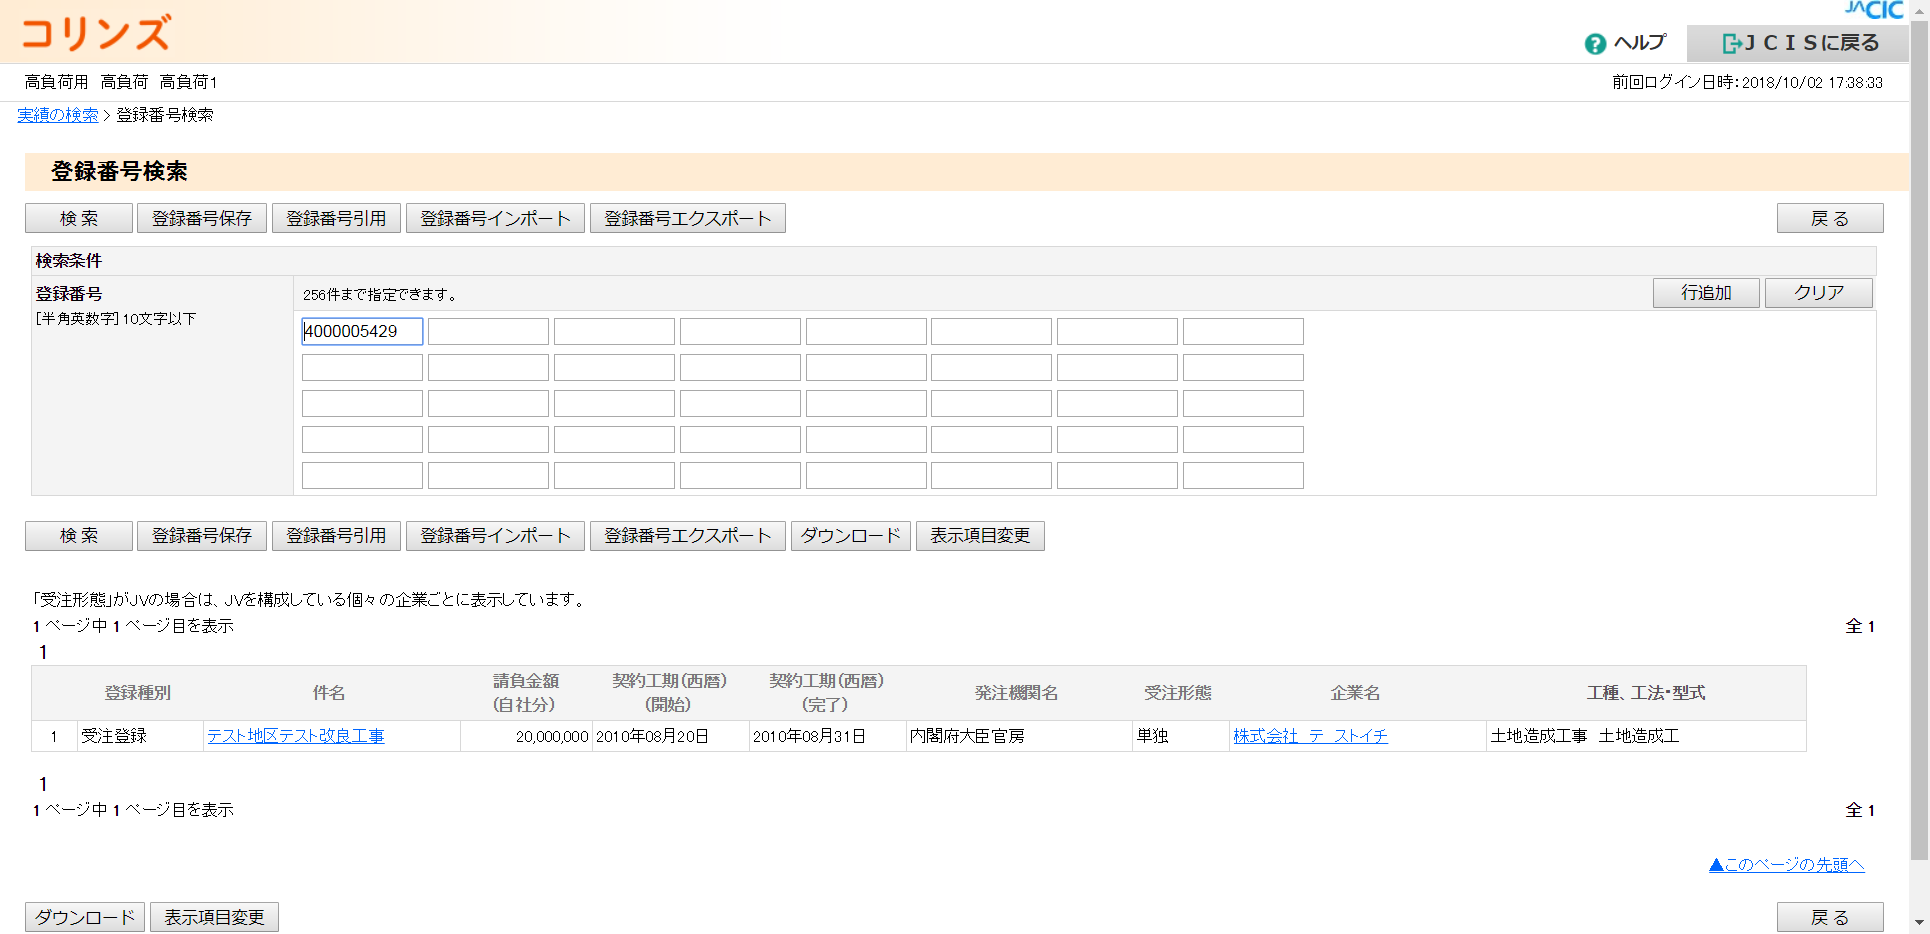 コリンズ
JACIC
ヘルプ
ＪＣＩＳに戻る
高負荷用 高負荷 高負荷1
前回ログイン日時：2018/10/02 17:38:33
実績の検索 > 登録番号検索
登録番号検索
検 索 登録番号保存 登録番号引用 登録番号インポート 登録番号エクスポート 戻 る
検索条件
登録番号
[半角英数字] 10文字以下
256件まで指定できます。
行追加 クリア
4000005429
検 索 登録番号保存 登録番号引用 登録番号インポート 登録番号エクスポート ダウンロード 表示項目変更
「受注形態」がJVの場合は、JVを構成している個々の企業ごとに表示しています。
1 ページ中 1 ページ目を表示 全 1
1
登録種別 件名 請負金額（自社分） 契約工期（西暦）（開始） 契約工期（西暦）（完了） 発注機関名 受注形態 企業名 工種、工法・型式
1 受注登録 テスト地区テスト改良工事 20,000,000 2010年08月20日 2010年08月31日 内閣府大臣官房 単独 株式会社　テ　ストイチ 土地造成工事　土地造成工
1
1 ページ中 1 ページ目を表示 全 1
▲このページの先頭へ
ダウンロード 表示項目変更 戻 る